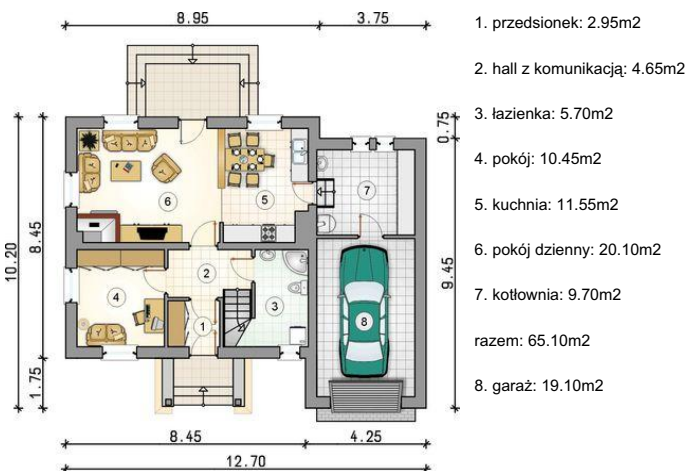 8.95
3.75
1. przedsionek: 2.95m2
2. hall z komunikacją: 4.65m2
3. łazienka: 5.70m2
4. pokój: 10.45m2
5. kuchnia: 11.55m2
6. pokój dzienny: 20.10m2
7. kotłownia: 9.70m2
razem: 65.10m2
8. garaż: 19.10m2
0.75
10.20
8.45
9.45
1.75
6
5
7
4
2
3
1
8
8.45
4.25
12.70